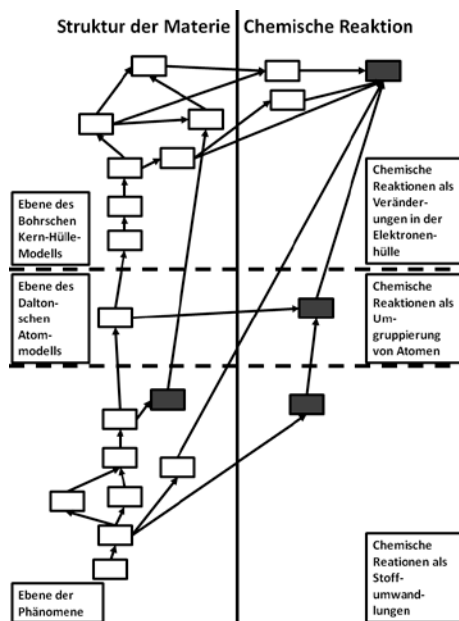 Struktur der Materie
Chemische Reaktion
Ebene des
Bohrschen
Kern-Hülle-
Modells
Chemische
Reaktionen als
Veränder-
ungen in der
Elektronen-
hülle
Ebene des
Dalton-
schen
Atom-
modells
Chemische
Reaktionen als
Um-
gruppierung
von Atomen
Ebene der
Phänomene
Chemische
Reationen als
Stoff-
umwand-
lungen